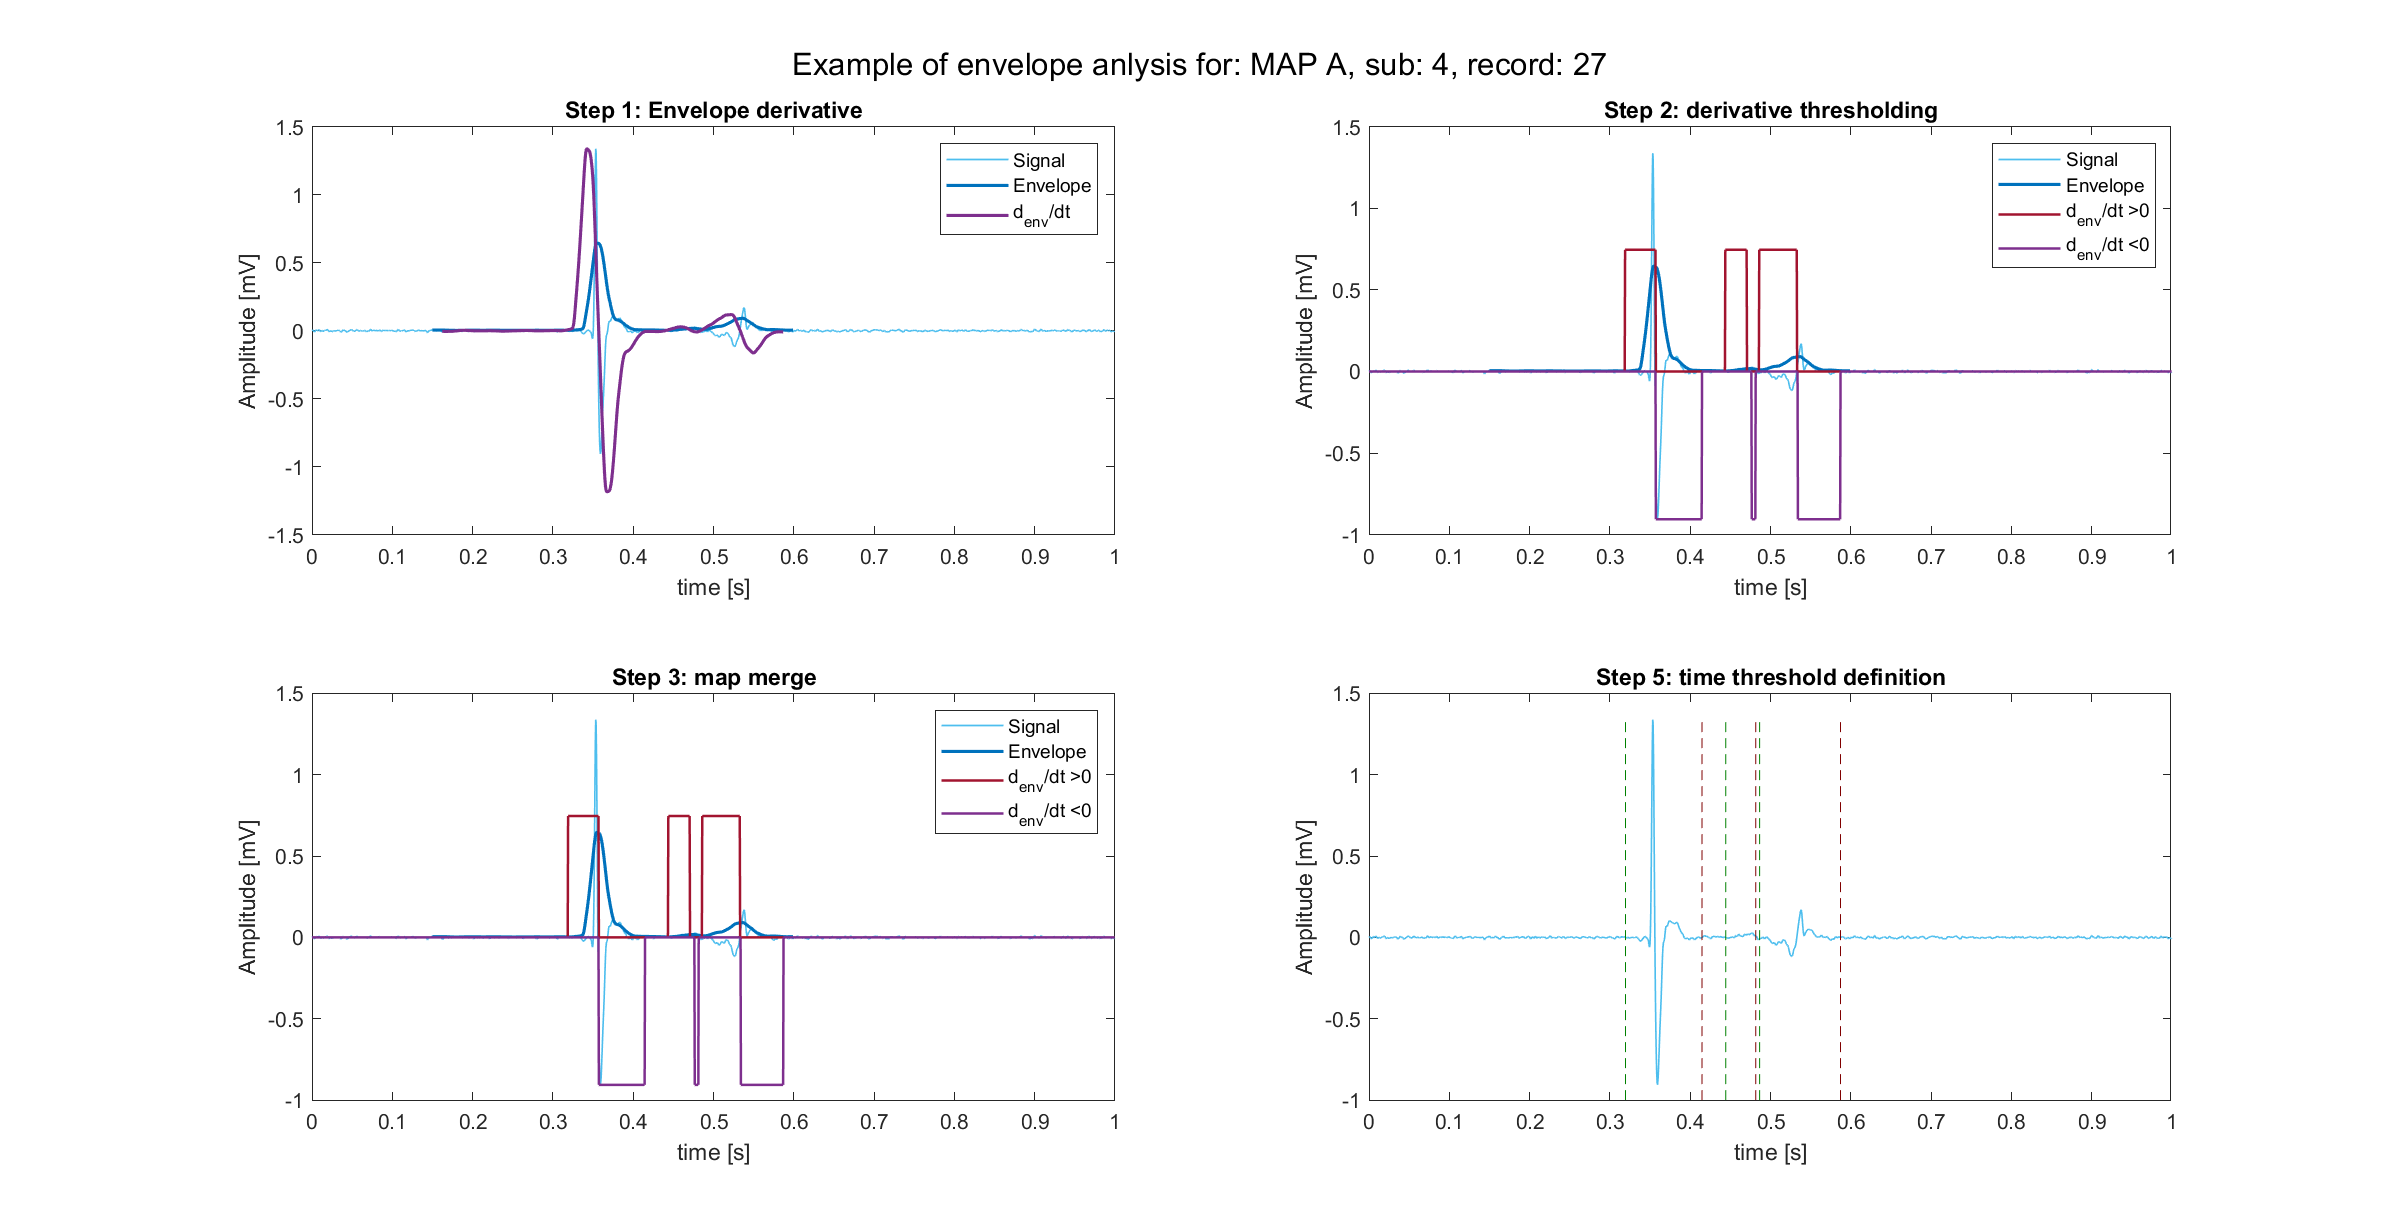 Example of envelope anlysis for: MAP A, sub: 4, record: 27
Step 1: Envelope derivative
1.5
1
0.5
0
-0.5
-1
-1.5
Amplitude [mV]
0 0.1 0.2 0.3 0.4 0.5 0.6 0.7 0.8 0.9 1
time [s]
Signal
Envelope
d_env/dt
Step 2: derivative thresholding
1.5
1
0.5
0
-0.5
-1
Amplitude [mV]
0 0.1 0.2 0.3 0.4 0.5 0.6 0.7 0.8 0.9 1
time [s]
Signal
Envelope
d_env/dt >0
d_env/dt <0
Step 3: map merge
1.5
1
0.5
0
-0.5
-1
Amplitude [mV]
0 0.1 0.2 0.3 0.4 0.5 0.6 0.7 0.8 0.9 1
time [s]
Signal
Envelope
d_env/dt >0
d_env/dt <0
Step 5: time threshold definition
1.5
1
0.5
0
-0.5
-1
Amplitude [mV]
0 0.1 0.2 0.3 0.4 0.5 0.6 0.7 0.8 0.9 1
time [s]